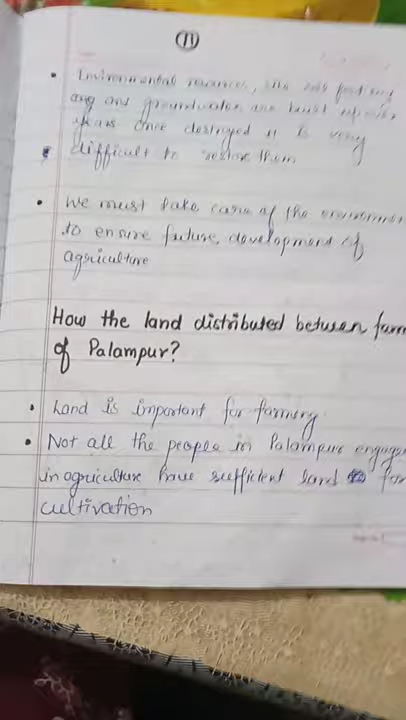 11
• Environmental resources, like soil fertility
and groundwater are built up
years once destroyed it is very
• difficult to restore them
• We must take care of the environmen
to ensure future development of
agriculture
How the land distributed between farm
of Palampur?
• Land is important for farming.
• Not all the people in Palampur engage
in agriculture have sufficient land for
cultivation